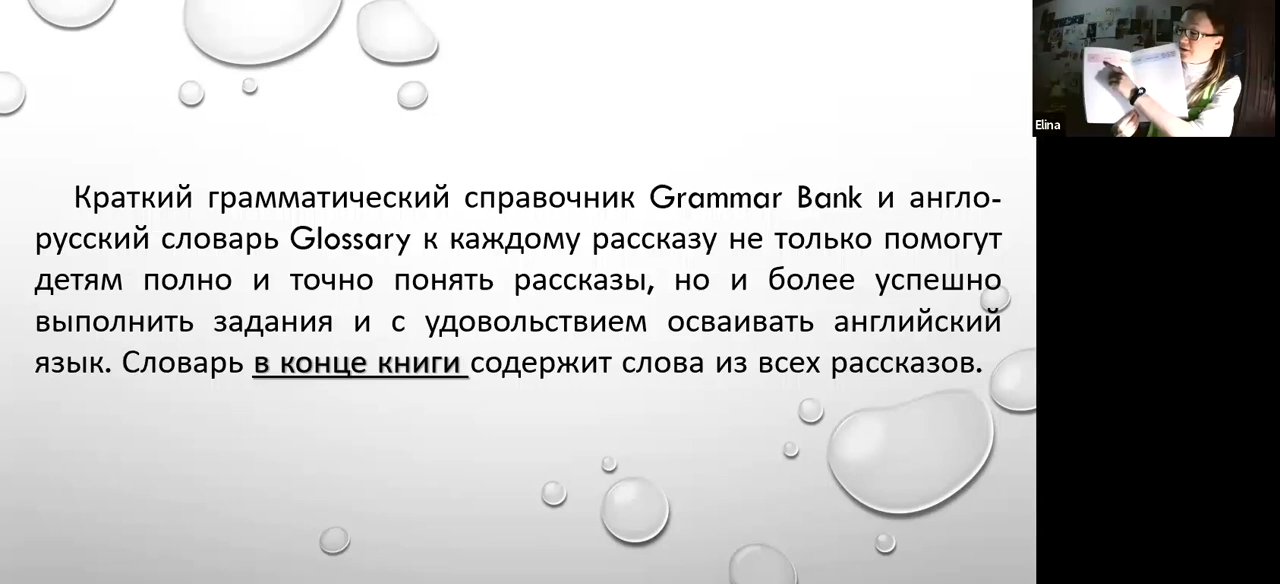 Краткий грамматический справочник Grammar Bank и англо-
русский словарь Glossary к каждому рассказу не только помогут
детям полно и точно понять рассказы, но и более успешно
выполнить задания и с удовольствием осваивать английский
язык. Словарь в конце книги содержит слова из всех рассказов.
Elina